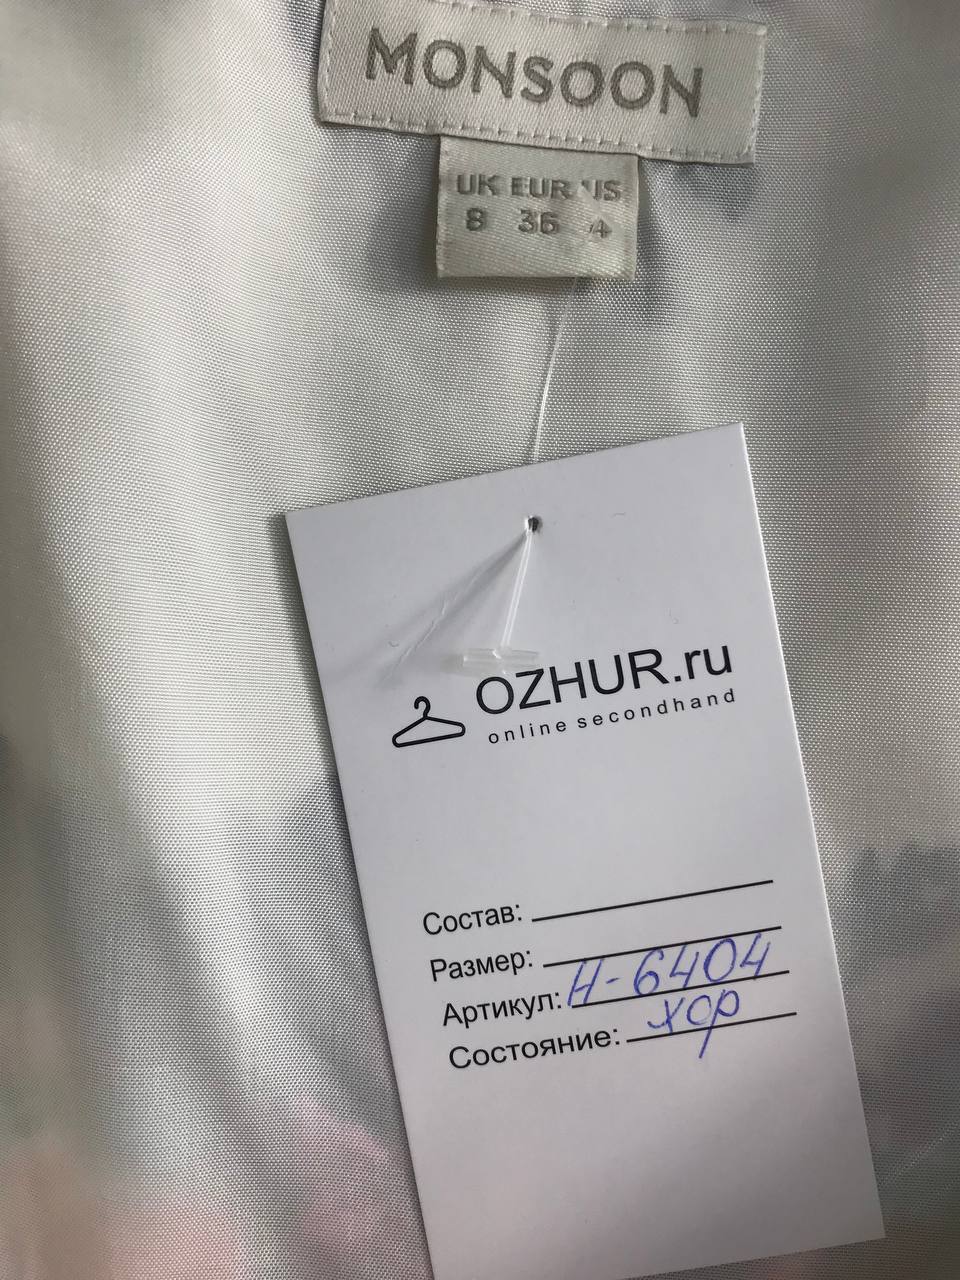 MONSOON
UK EUR US
8 36 4
OZHUR.ru
online secondhand
Состав:
Размер:
Артикул: Н-6404
Состояние: хор